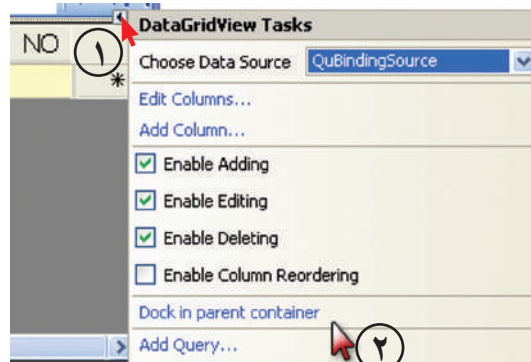 DataGridView Tasks
NO
١
Choose Data Source QuBindingSource
*
Edit Columns...
Add Column...
Enable Adding
Enable Editing
Enable Deleting
Enable Column Reordering
Dock in parent container
Add Query...
٢